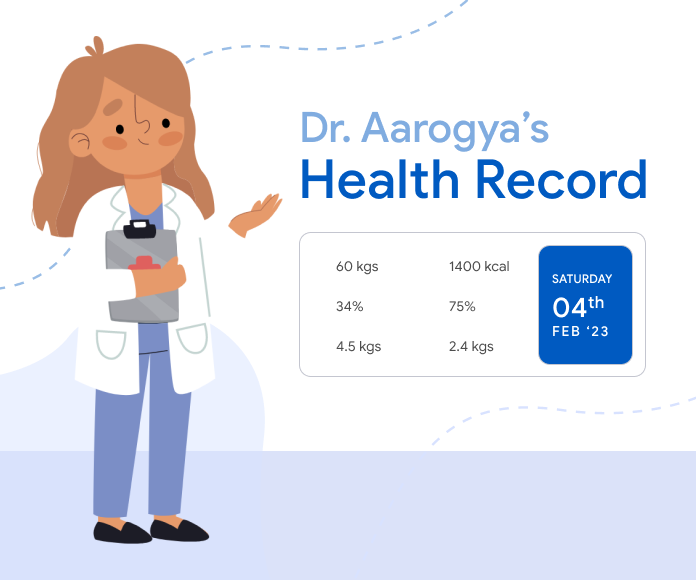 Dr. Aarogya’s
Health Record
60 kgs 1400 kcal
34% 75%
4.5 kgs 2.4 kgs
SATURDAY
04th
FEB ‘23